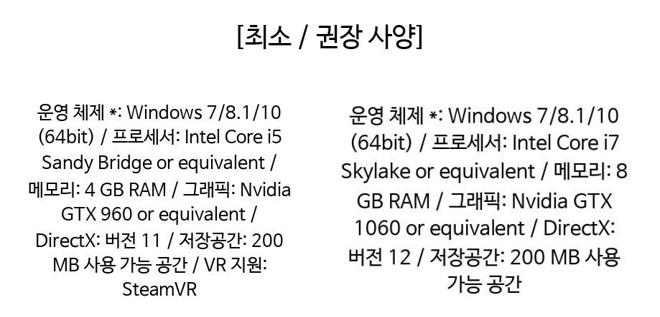 [최소 / 권장 사양]
운영 체제 *: Windows 7/8.1/10
(64bit) / 프로세서: Intel Core i5
Sandy Bridge or equivalent /
메모리: 4 GB RAM / 그래픽: Nvidia
GTX 960 or equivalent /
DirectX: 버전 11 / 저장공간: 200
MB 사용 가능 공간 / VR 지원:
SteamVR
운영 체제 *: Windows 7/8.1/10
(64bit) / 프로세서: Intel Core i7
Skylake or equivalent / 메모리: 8
GB RAM / 그래픽: Nvidia GTX
1060 or equivalent / DirectX:
버전 12 / 저장공간: 200 MB 사용
가능 공간